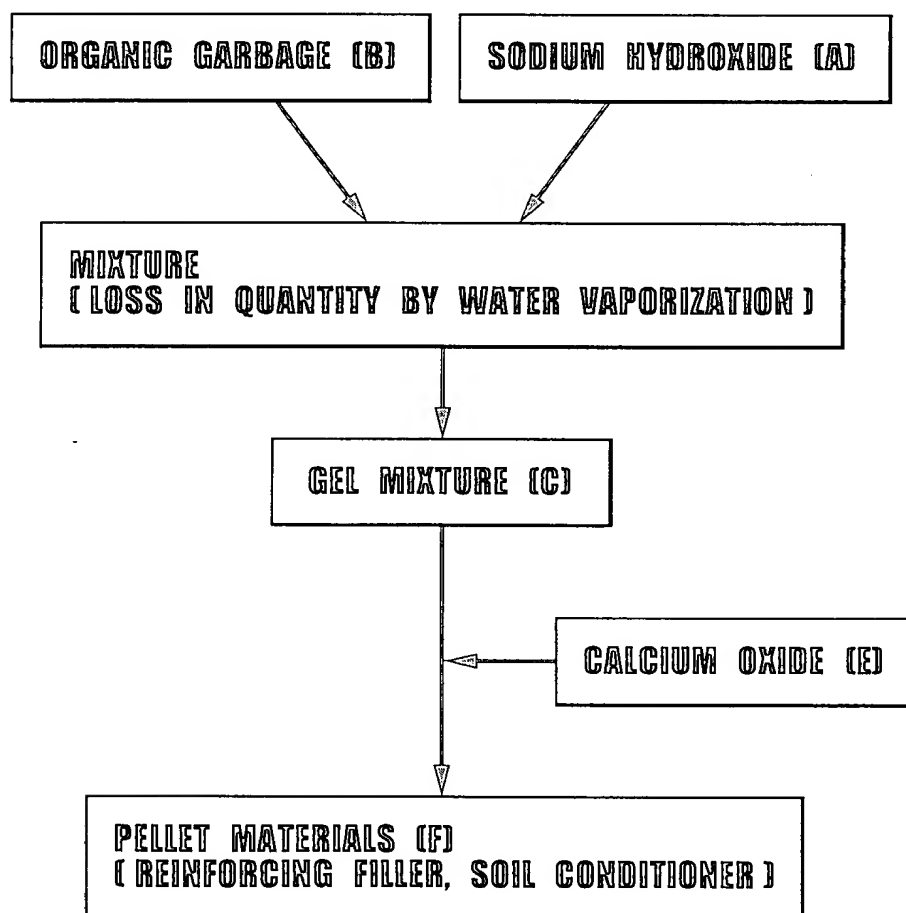 ORGANIC GARBAGE (B)
SODIUM HYDROXIDE (A)
MIXTURE
(LOSS IN QUANTITY BY WATER VAPORIZATION)
GEL MIXTURE (C)
CALCIUM OXIDE (E)
PELLET MATERIALS (F)
(REINFORCING FILLER, SOIL CONDITIONER)